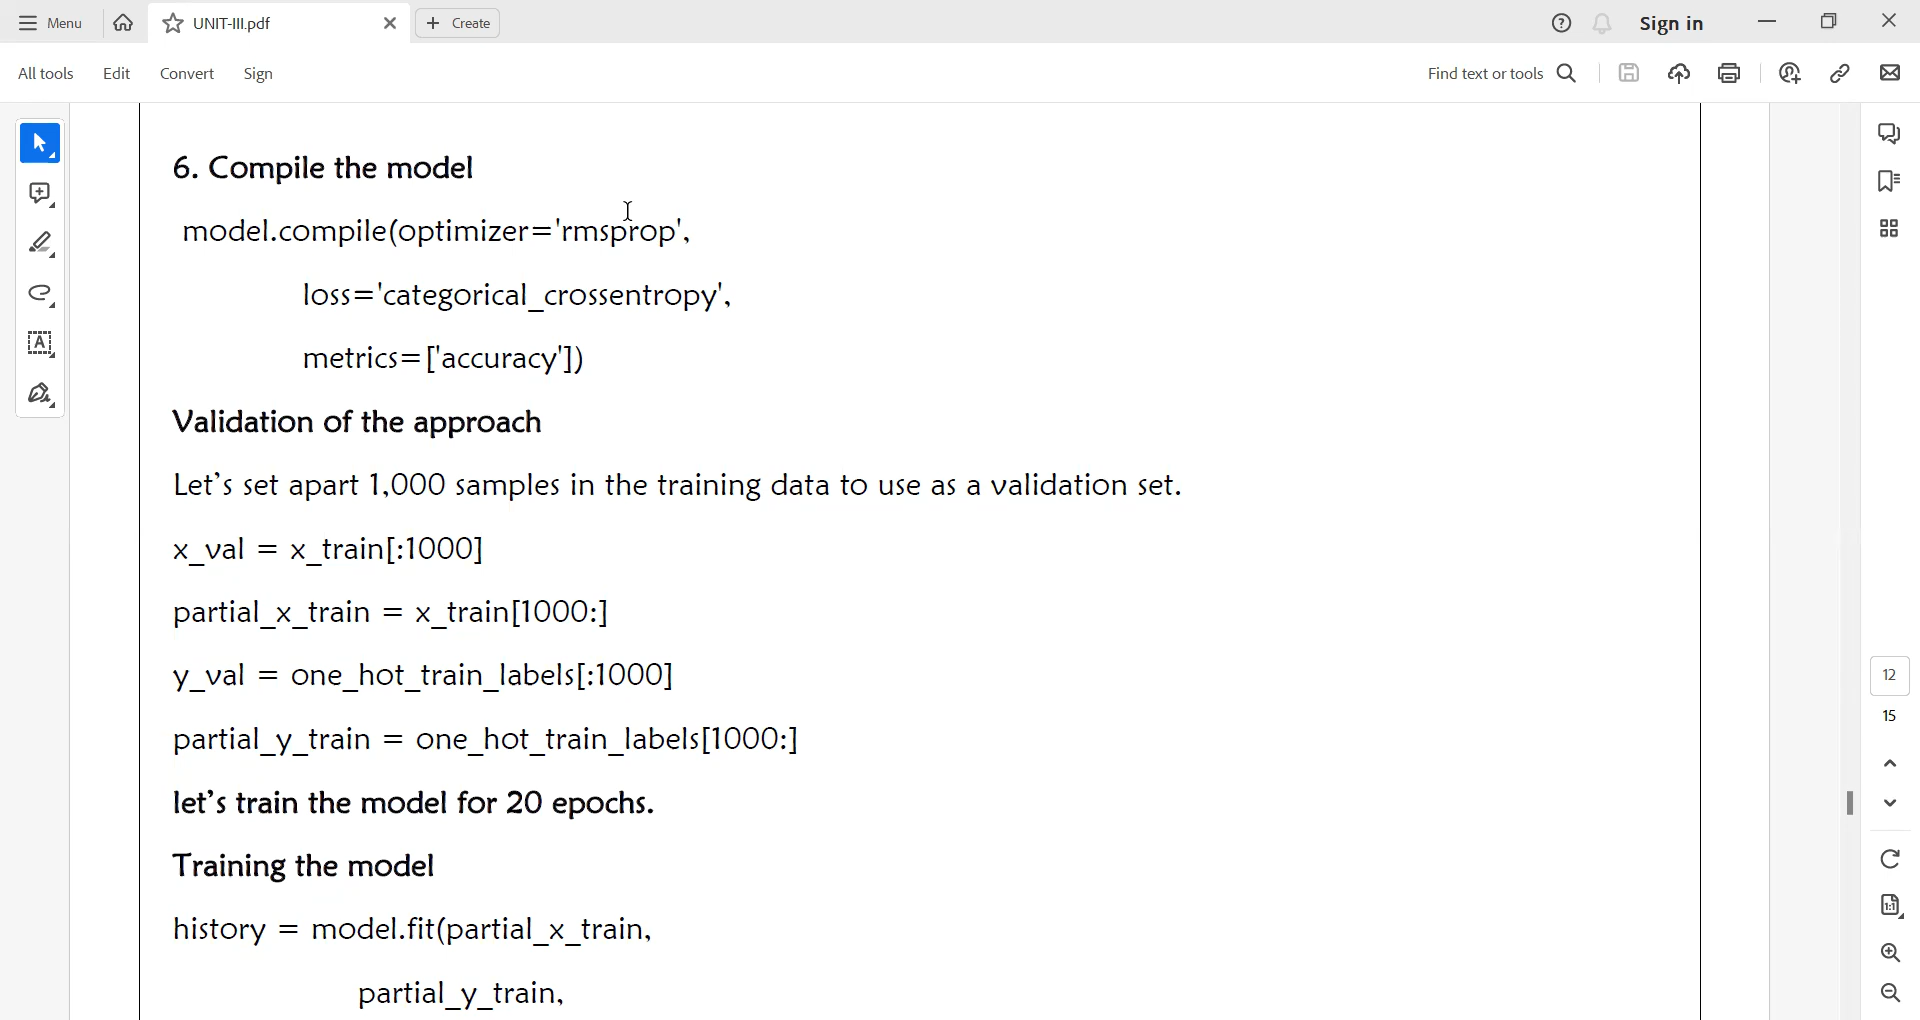 Menu
UNIT-III.pdf
Create
Sign in
All tools
Edit
Convert
Sign
Find text or tools
6. Compile the model
model.compile(optimizer='rmsprop',
loss='categorical_crossentropy',
metrics=['accuracy'])
Validation of the approach
Let's set apart 1,000 samples in the training data to use as a validation set.
x_val = x_train[:1000]
partial_x_train = x_train[1000:]
y_val = one_hot_train_labels[:1000]
partial_y_train = one_hot_train_labels[1000:]
let's train the model for 20 epochs.
Training the model
history = model.fit(partial_x_train,
partial_y_train,
12
15